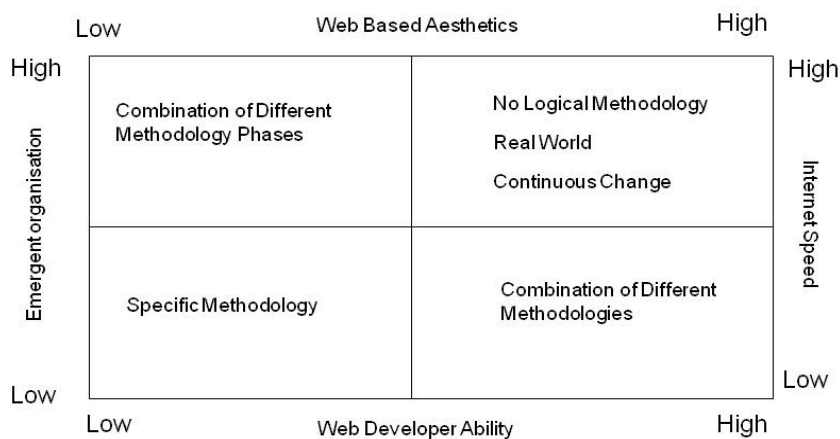 Low Web Based Aesthetics High
High High
Combination of Different
Methodology Phases
No Logical Methodology
Real World
Continuous Change
Emergent organisation
Internet Speed
Specific Methodology
Combination of Different
Methodologies
Low Low
Low Web Developer Ability High